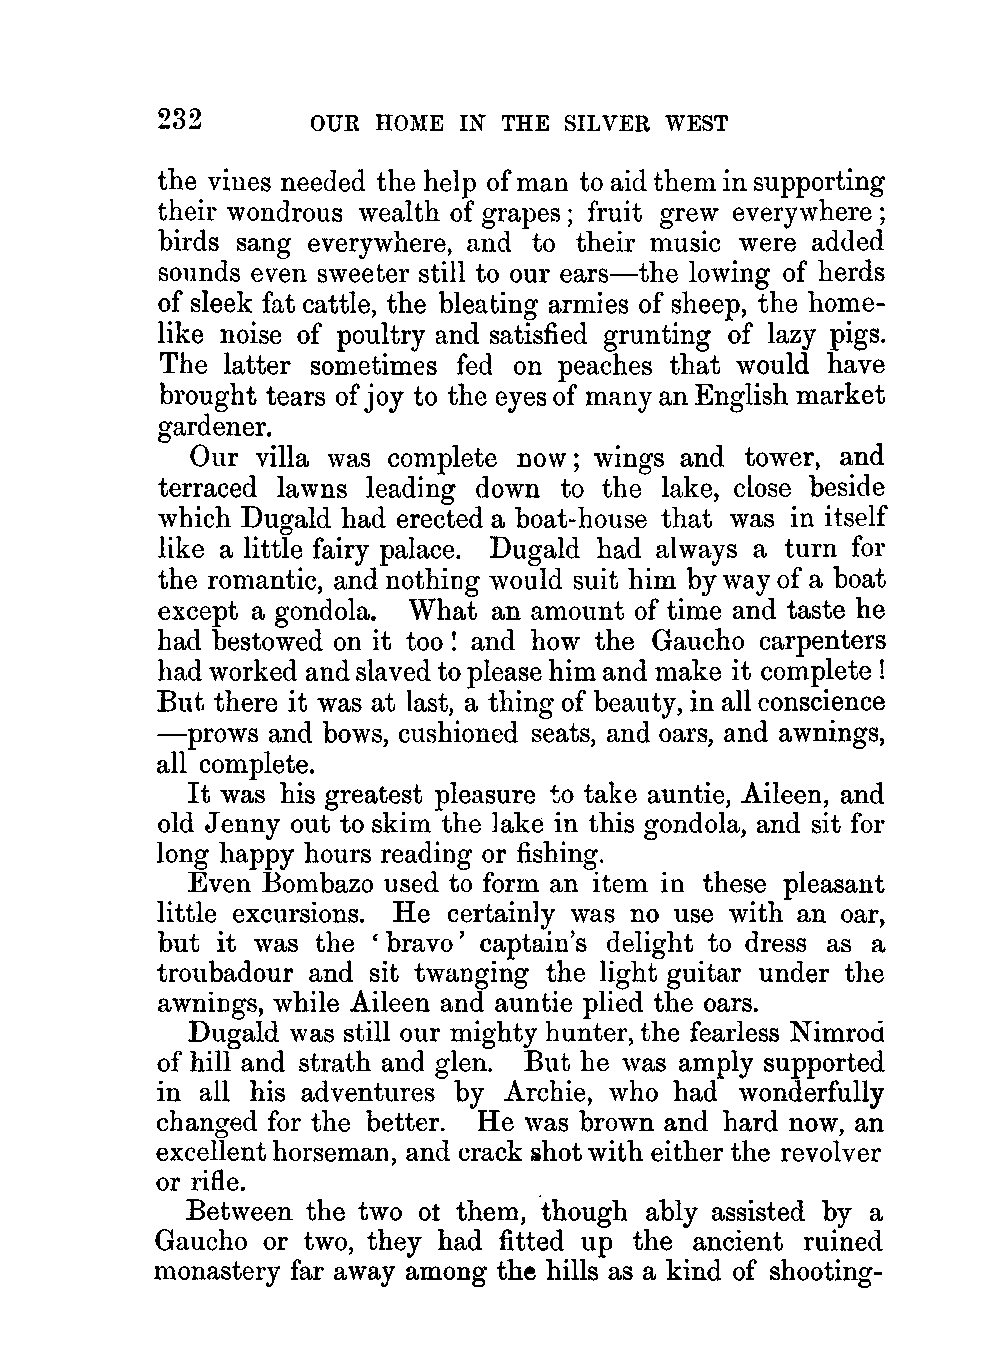 232 OUR HOME IN THE SILVER WEST
the vines needed the help of man to aid them in supporting
their wondrous wealth of grapes; fruit grew everywhere;
birds sang everywhere, and to their music were added
sounds even sweeter still to our ears—the lowing of herds
of sleek fat cattle, the bleating armies of sheep, the home-
like noise of poultry and satisfied grunting of lazy pigs.
The latter sometimes fed on peaches that would have
brought tears of joy to the eyes of many an English market
gardener.
Our villa was complete now; wings and tower, and
terraced lawns leading down to the lake, close beside
which Dugald had erected a boat-house that was in itself
like a little fairy palace. Dugald had always a turn for
the romantic, and nothing would suit him by way of a boat
except a gondola. What an amount of time and taste he
had bestowed on it too! and how the Gaucho carpenters
had worked and slaved to please him and make it complete!
But there it was at last, a thing of beauty, in all conscience
—prows and bows, cushioned seats, and oars, and awnings,
all complete.
It was his greatest pleasure to take auntie, Aileen, and
old Jenny out to skim the lake in this gondola, and sit for
long happy hours reading or fishing.
Even Bombazo used to form an item in these pleasant
little excursions. He certainly was no use with an oar,
but it was the ‘bravo’ captain’s delight to dress as a
troubadour and sit twanging the light guitar under the
awnings, while Aileen and auntie plied the oars.
Dugald was still our mighty hunter, the fearless Nimrod
of hill and strath and glen. But he was amply supported
in all his adventures by Archie, who had wonderfully
changed for the better. He was brown and hard now, an
excellent horseman, and crack shot with either the revolver
or rifle.
Between the two of them, though ably assisted by a
Gaucho or two, they had fitted up the ancient ruined
monastery far away among the hills as a kind of shooting-